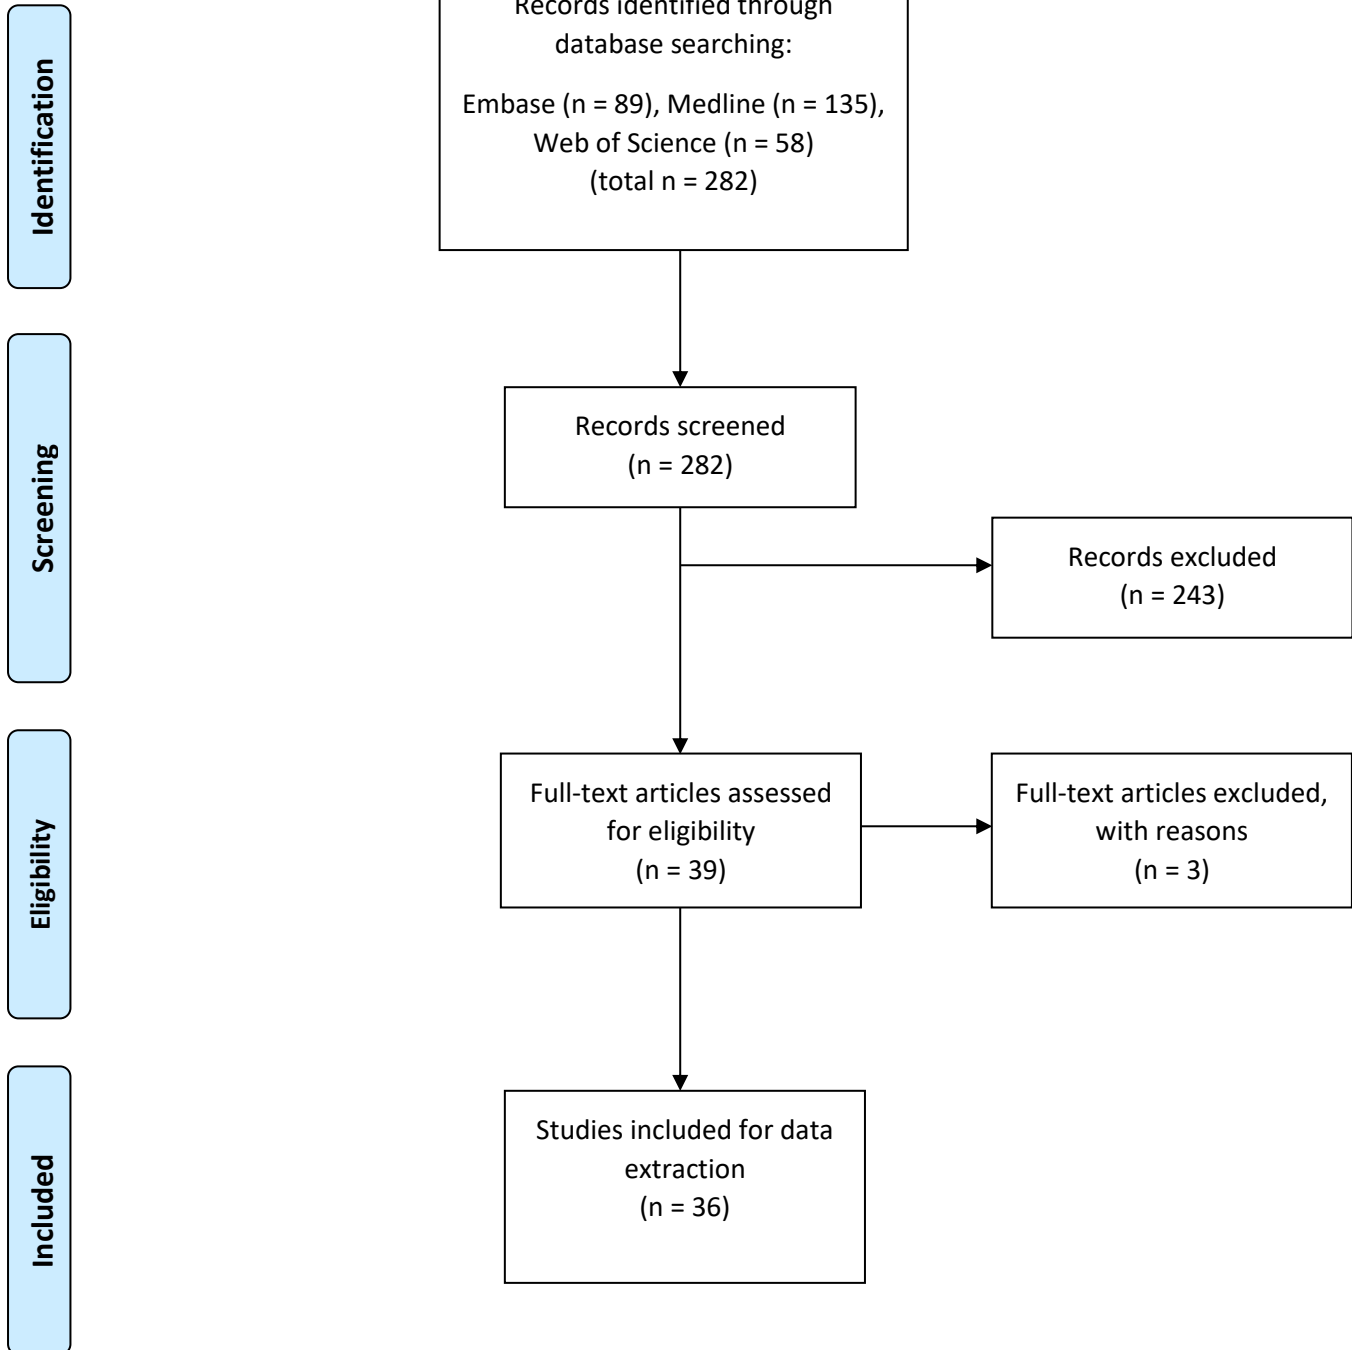 Identification
Records identified through
database searching:
Embase (n = 89), Medline (n = 135),
Web of Science (n = 58)
(total n = 282)
Screening
Records screened
(n = 282)
Records excluded
(n = 243)
Eligibility
Full-text articles assessed
for eligibility
(n = 39)
Full-text articles excluded,
with reasons
(n = 3)
Included
Studies included for data
extraction
(n = 36)